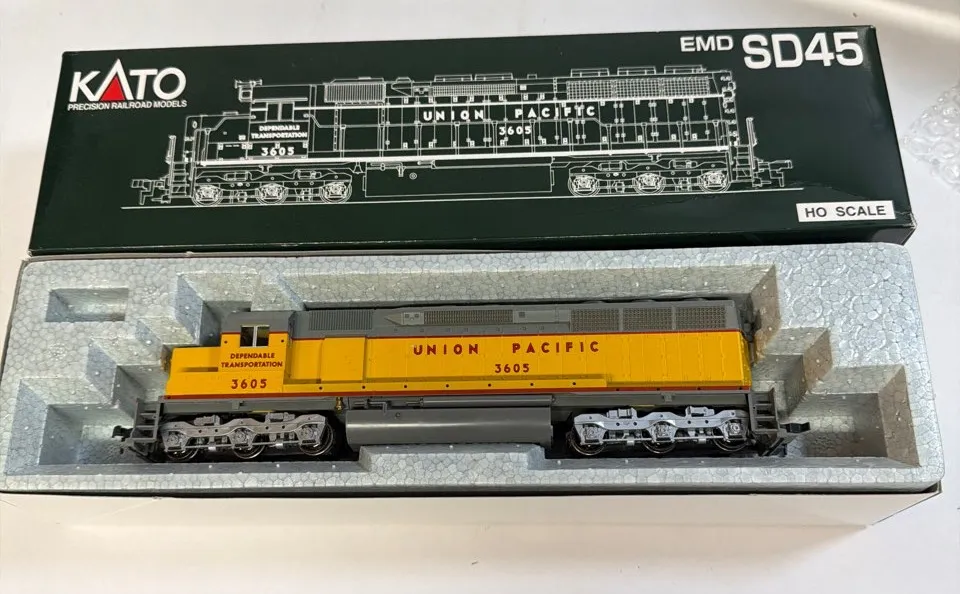 KATO
PRECISION RAILROAD MODELS
EMD SD45
UNION PACIFIC
3605
DEPENDABLE
TRANSPORTATION
3605
HO SCALE
UNION PACIFIC
3605
DEPENDABLE
TRANSPORTATION
3605